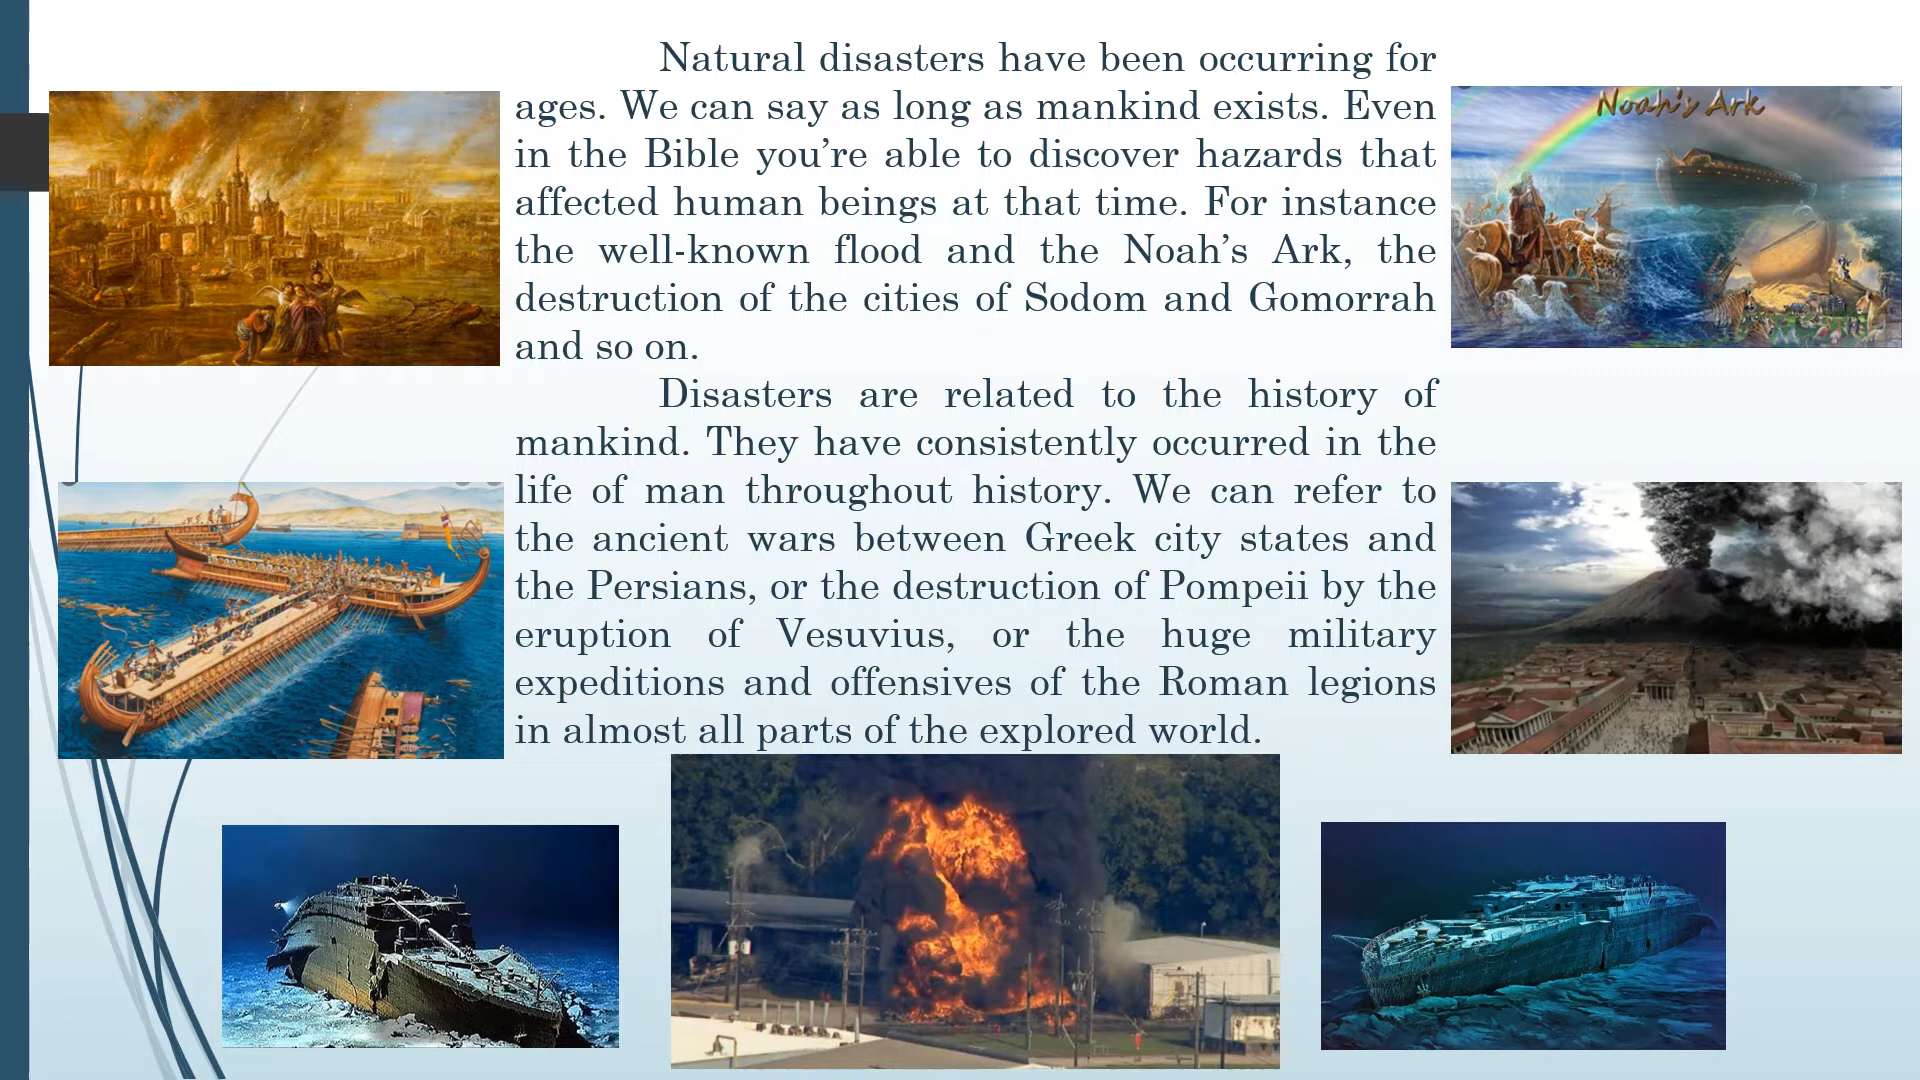 Natural disasters have been occurring for
ages. We can say as long as mankind exists. Even
in the Bible you’re able to discover hazards that
affected human beings at that time. For instance
the well-known flood and the Noah’s Ark, the
destruction of the cities of Sodom and Gomorrah
and so on.
Disasters are related to the history of
mankind. They have consistently occurred in the
life of man throughout history. We can refer to
the ancient wars between Greek city states and
the Persians, or the destruction of Pompeii by the
eruption of Vesuvius, or the huge military
expeditions and offensives of the Roman legions
in almost all parts of the explored world.
Noah's Ark